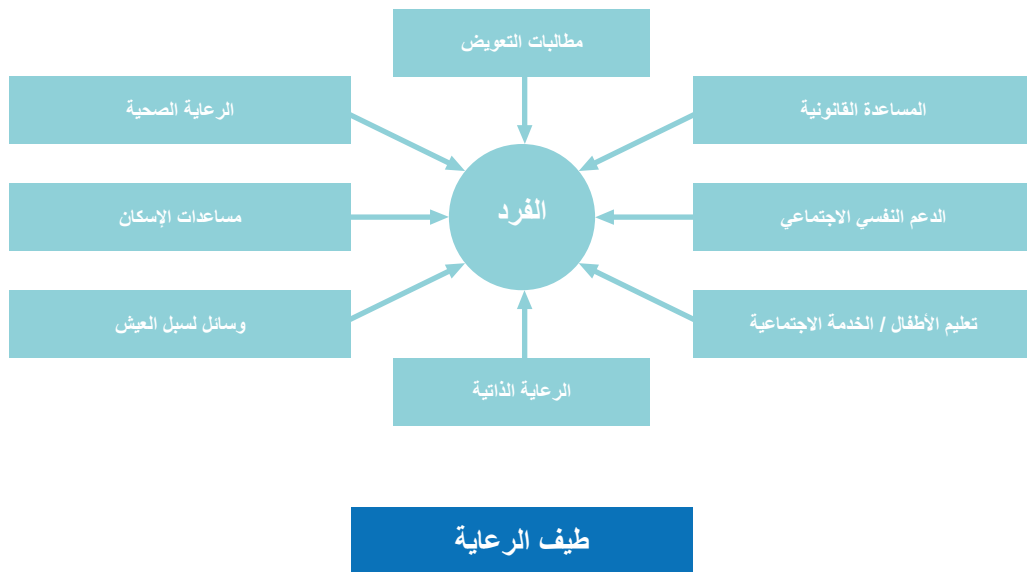 مطالبات التعويض
المساعدة القانونية
الرعاية الصحية
الفرد
الدعم النفسي الاجتماعي
مساعدات الإسكان
تعليم الأطفال / الخدمة الاجتماعية
وسائل لسبل العيش
الرعاية الذاتية
طيف الرعاية